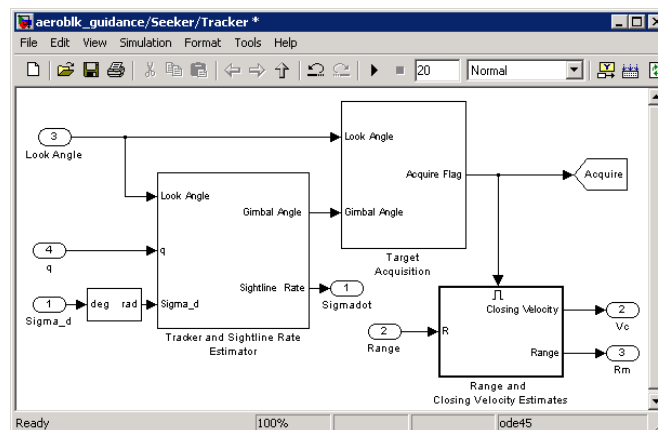 aeroblk_guidance/Seeker/Tracker *
File Edit View Simulation Format Tools Help
20 Normal
3
Look Angle
Look Angle
Acquire Flag
Acquire
Gimbal Angle
Target
Acquisition
Look Angle
Gimbal Angle
4
q
q
Sightline Rate
1
Sigmadot
1
Sigma_d
deg rad
Sigma_d
Tracker and Sightline Rate
Estimator
2
Range
R
Closing Velocity
2
Vc
Range
3
Rm
Range and
Closing Velocity Estimates
Ready 100% ode45